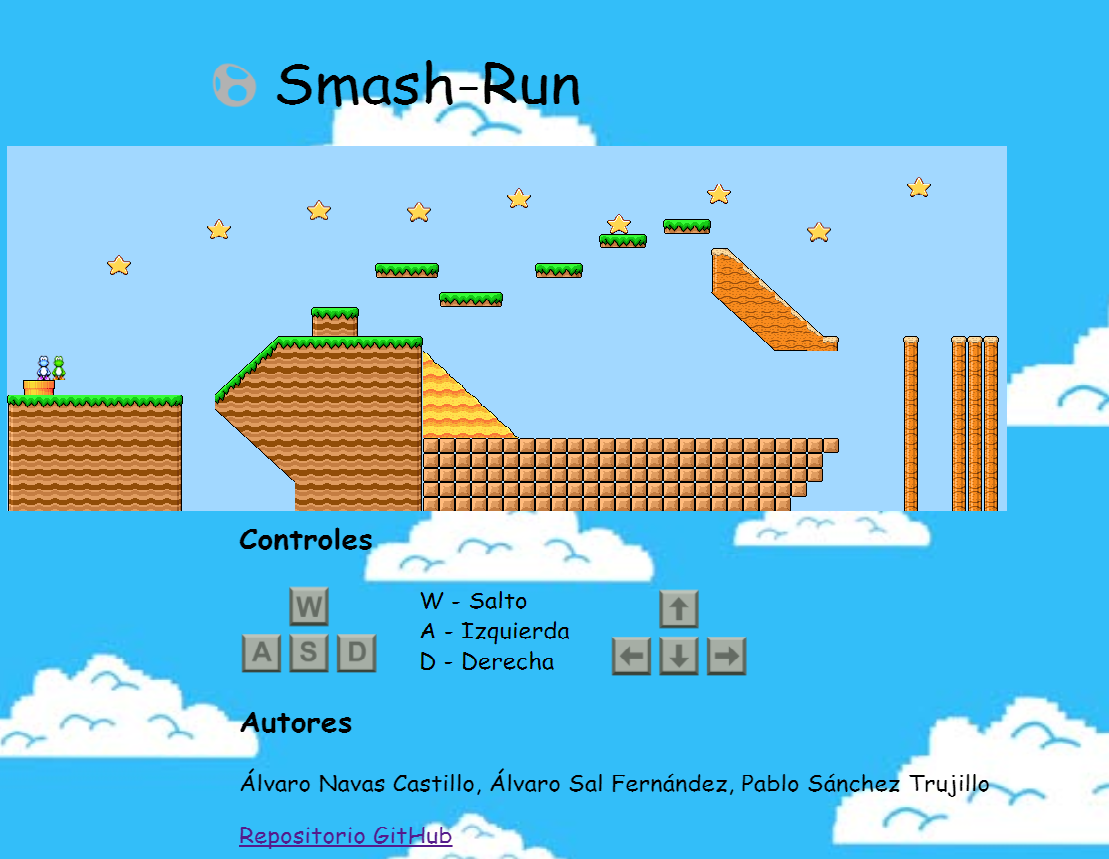 Smash-Run
Controles
W
A S D
W - Salto
A - Izquierda
D - Derecha
Autores
Álvaro Navas Castillo, Álvaro Sal Fernández, Pablo Sánchez Trujillo
Repositorio GitHub